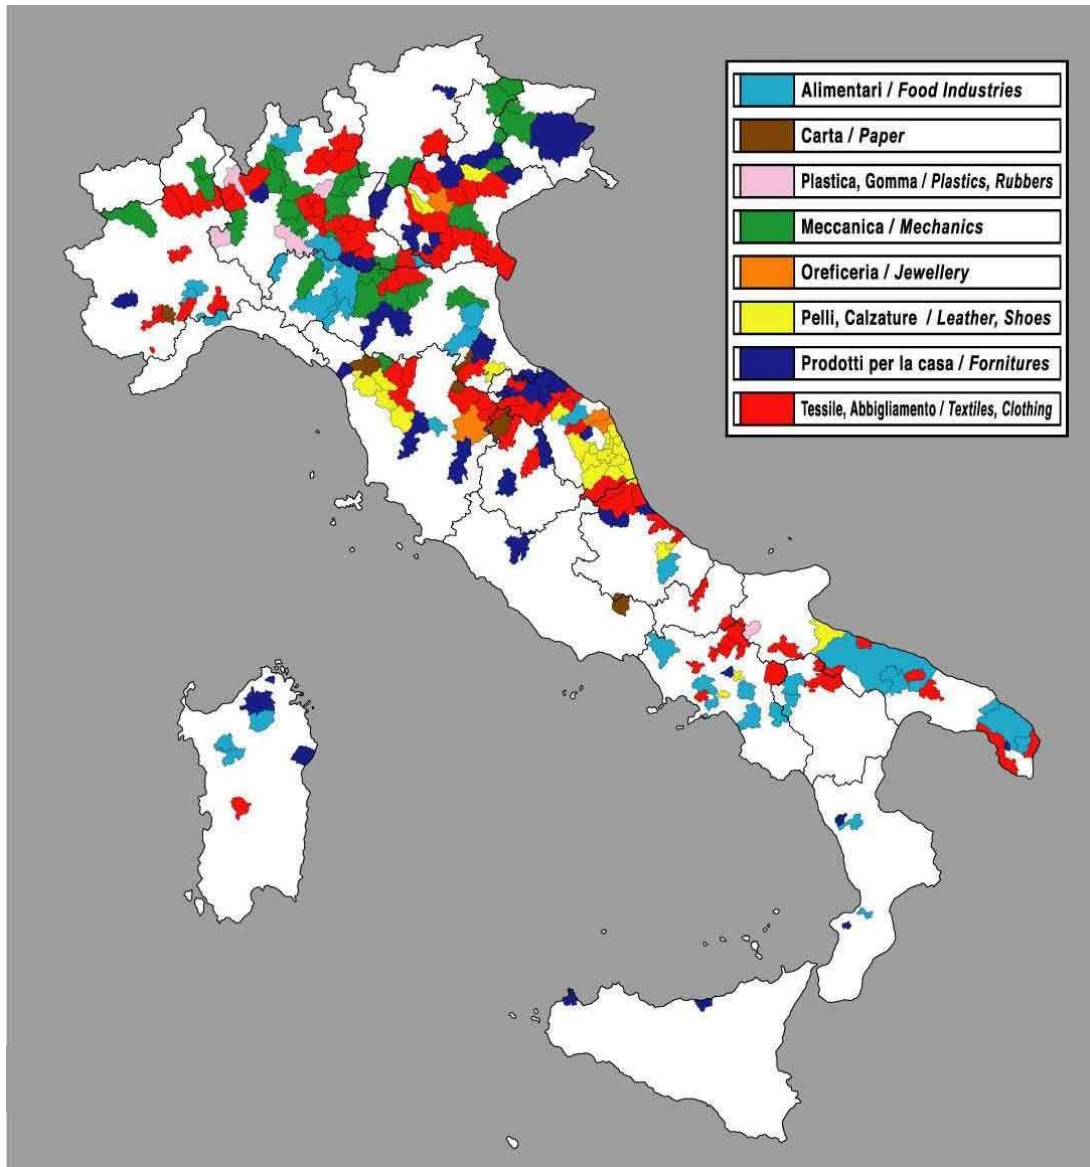 Alimentari / Food Industries
Carta / Paper
Plastica, Gomma / Plastics, Rubbers
Meccanica / Mechanics
Oreficeria / Jewellery
Pelli, Calzature / Leather, Shoes
Prodotti per la casa / Fornitures
Tessile, Abbigliamento / Textiles, Clothing